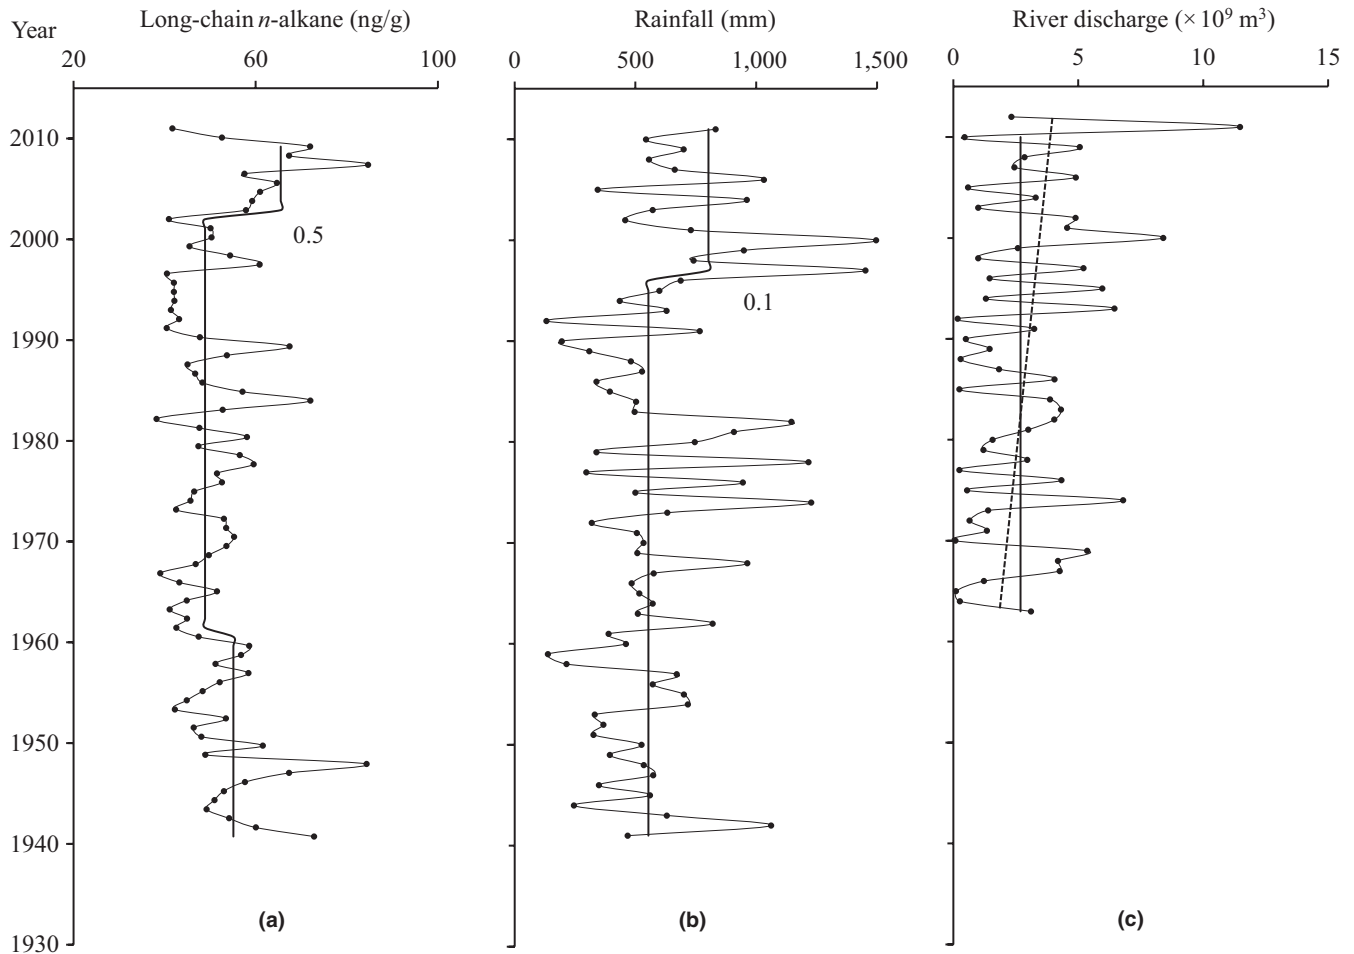 Long-chain n-alkane (ng/g)
Rainfall (mm)
River discharge (× 10⁹ m³)
Year
20 60 100
0 500 1,000 1,500
0 5 10 15
2010
2000
0.5
0.1
1990
1980
1970
1960
1950
1940
1930
(a)
(b)
(c)